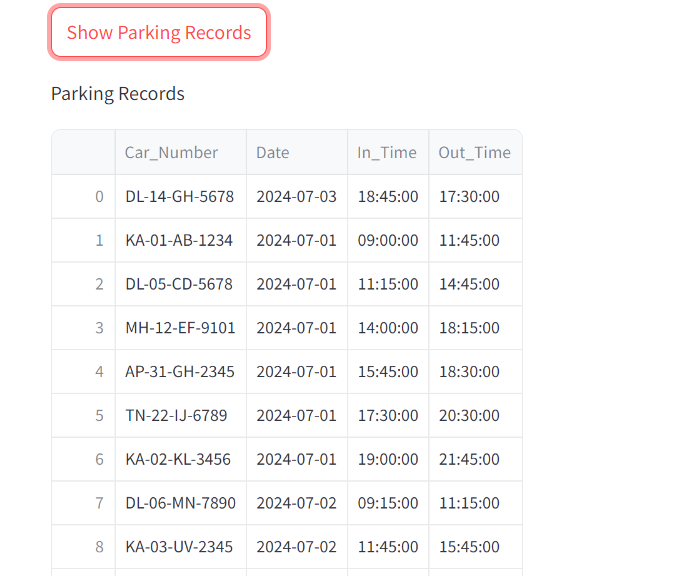 Show Parking Records
Parking Records
Car_Number Date In_Time Out_Time
0 DL-14-GH-5678 2024-07-03 18:45:00 17:30:00
1 KA-01-AB-1234 2024-07-01 09:00:00 11:45:00
2 DL-05-CD-5678 2024-07-01 11:15:00 14:45:00
3 MH-12-EF-9101 2024-07-01 14:00:00 18:15:00
4 AP-31-GH-2345 2024-07-01 15:45:00 18:30:00
5 TN-22-IJ-6789 2024-07-01 17:30:00 20:30:00
6 KA-02-KL-3456 2024-07-01 19:00:00 21:45:00
7 DL-06-MN-7890 2024-07-02 09:15:00 11:15:00
8 KA-03-UV-2345 2024-07-02 11:45:00 15:45:00